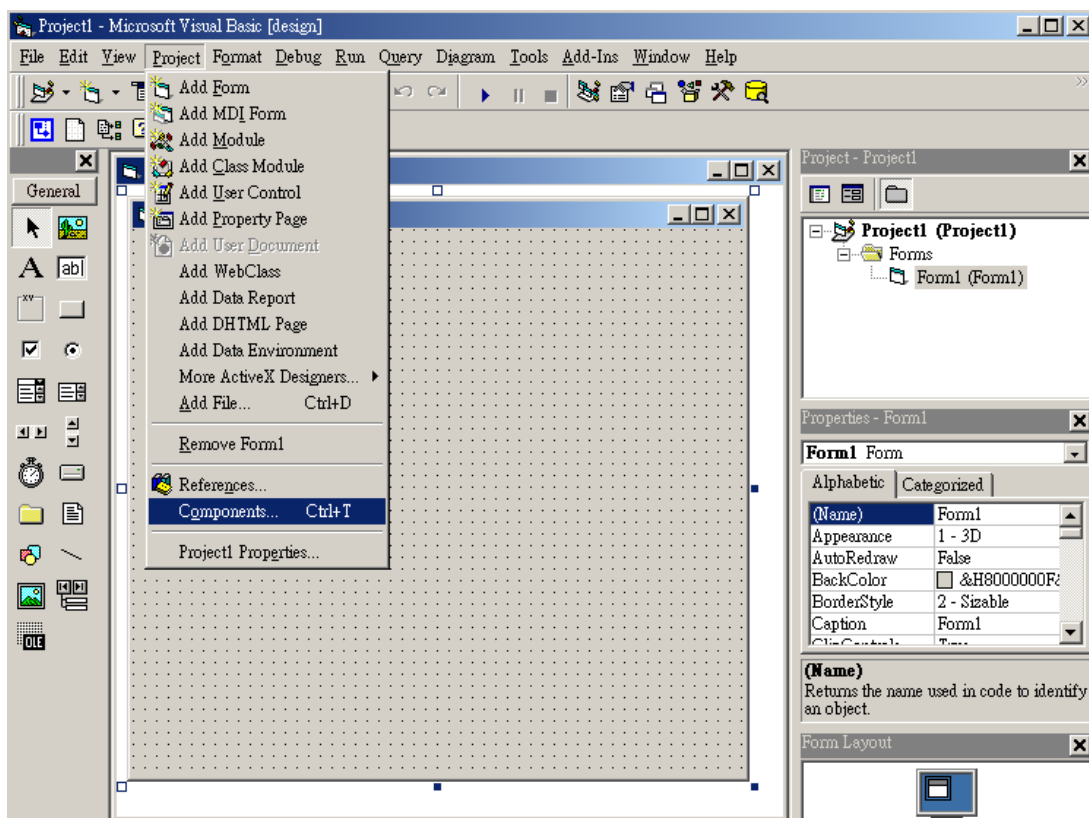 Project1 - Microsoft Visual Basic [design]
File Edit View Project Format Debug Run Query Diagram Tools Add-Ins Window Help
Add Form
Add MDI Form
Add Module
Add Class Module
Add User Control
Add Property Page
Add User Document
Add WebClass
Add Data Report
Add DHTML Page
Add Data Environment
More ActiveX Designers...
Add File... Ctrl+D
Remove Form1
References...
Components... Ctrl+T
Project1 Properties...
General
A ab|
XV
OLE
Project - Project1
Project1 (Project1)
Forms
Form1 (Form1)
Properties - Form1
Form1 Form
Alphabetic Categorized
(Name) Form1
Appearance 1 - 3D
AutoRedraw False
BackColor &H8000000F&
BorderStyle 2 - Sizable
Caption Form1
(Name)
Returns the name used in code to identify
an object.
Form Layout